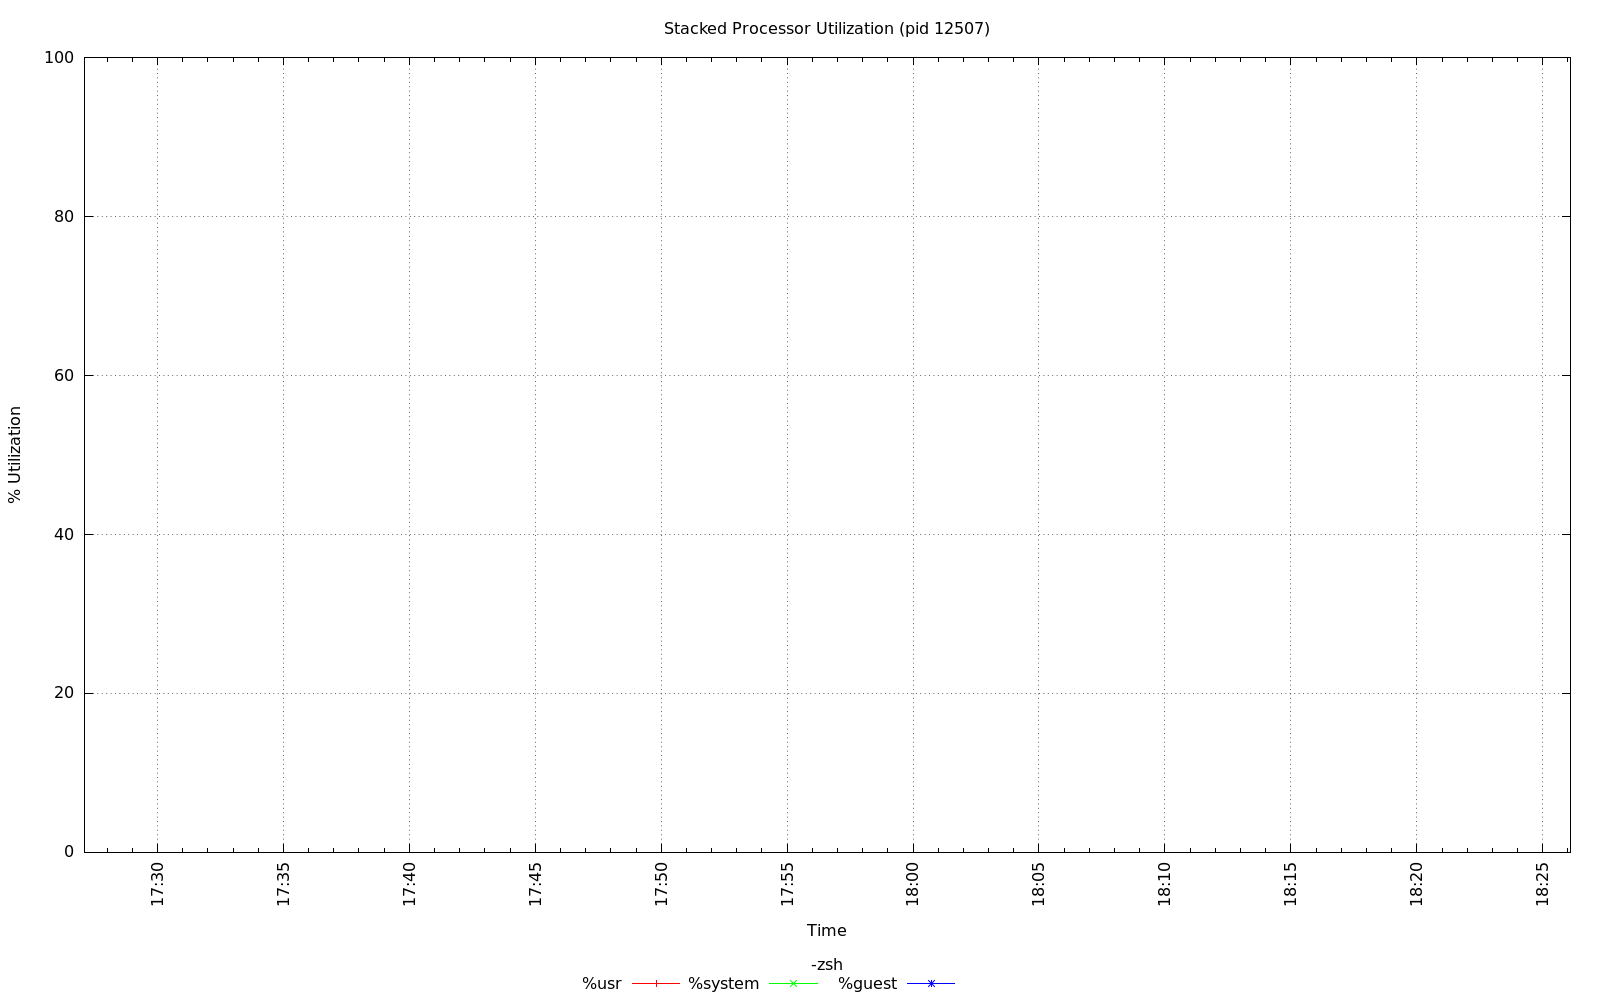 Stacked Processor Utilization (pid 12507)
100
80
60
40
20
0
% Utilization
17:30 17:35 17:40 17:45 17:50 17:55 18:00 18:05 18:10 18:15 18:20 18:25
Time
-zsh
%usr %system %guest